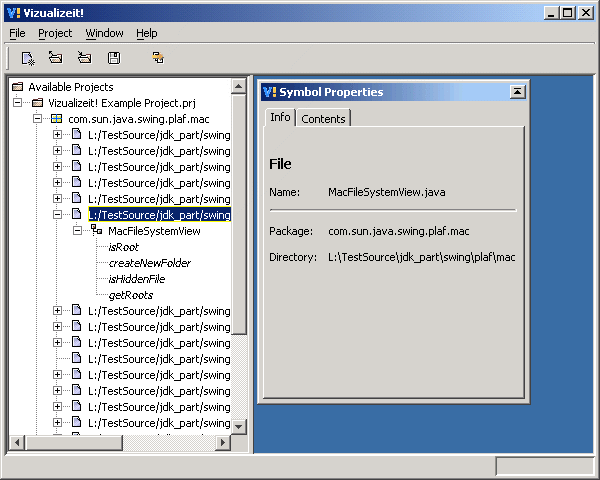 V! Vizualizeit!
File Project Window Help
Available Projects
Vizualizeit! Example Project.prj
com.sun.java.swing.plaf.mac
L:/TestSource/jdk_part/swing
L:/TestSource/jdk_part/swing
L:/TestSource/jdk_part/swing
L:/TestSource/jdk_part/swing
L:/TestSource/jdk_part/swing
L:/TestSource/jdk_part/swing
MacFileSystemView
isRoot
createNewFolder
isHiddenFile
getRoots
L:/TestSource/jdk_part/swing
L:/TestSource/jdk_part/swing
L:/TestSource/jdk_part/swing
L:/TestSource/jdk_part/swing
L:/TestSource/jdk_part/swing
L:/TestSource/jdk_part/swing
L:/TestSource/jdk_part/swing
L:/TestSource/jdk_part/swing
V! Symbol Properties
Info Contents
File
Name: MacFileSystemView.java
Package: com.sun.java.swing.plaf.mac
Directory: L:\TestSource\jdk_part\swing\plaf\mac